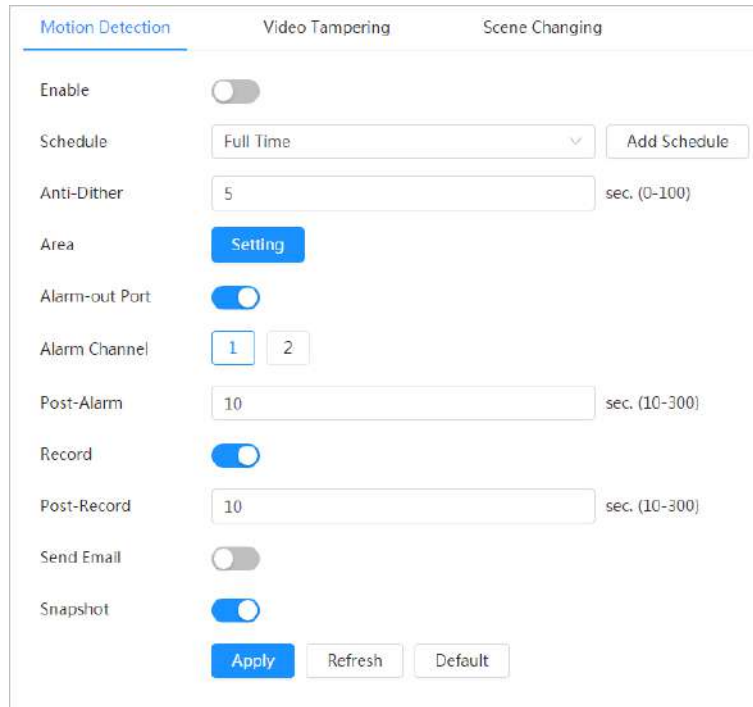 Motion Detection Video Tampering Scene Changing
Enable
Schedule Full Time Add Schedule
Anti-Dither 5 sec. (0-100)
Area Setting
Alarm-out Port
Alarm Channel 1 2
Post-Alarm 10 sec. (10-300)
Record
Post-Record 10 sec. (10-300)
Send Email
Snapshot
Apply Refresh Default